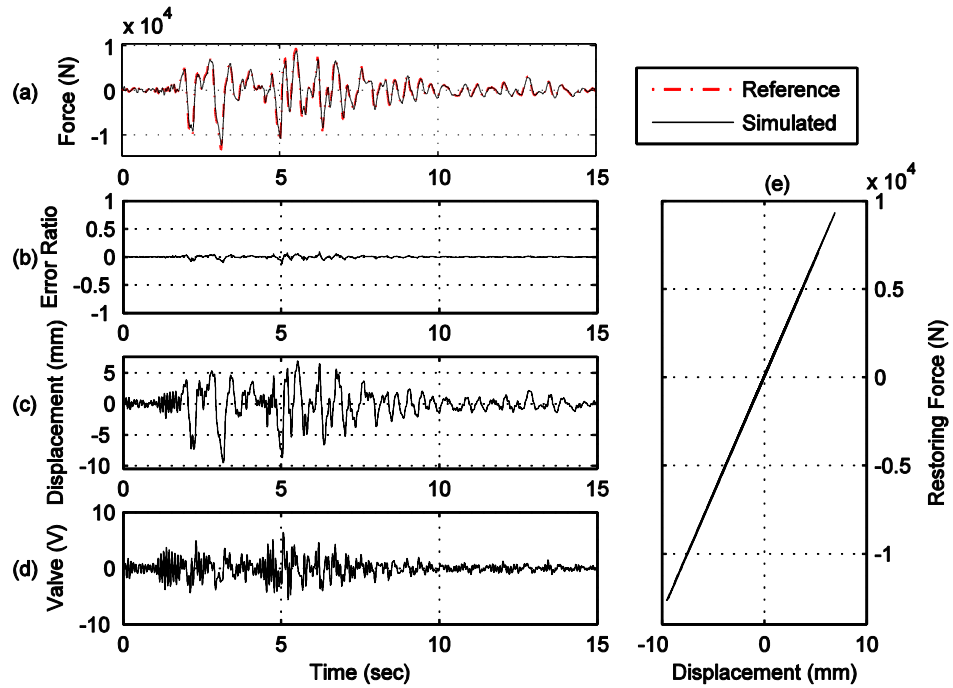 x 10^4
1
0
-1
(a)
Force (N)
0 5 10 15
Reference
Simulated
1
0.5
0
-0.5
-1
(b)
Error Ratio
0 5 10 15
5
0
-5
-10
(c)
Displacement (mm)
0 5 10 15
10
0
-10
(d)
Valve (V)
0 5 10 15
Time (sec)
(e)
x 10^4
1
0.5
0
-0.5
-1
Restoring Force (N)
-10 0 10
Displacement (mm)